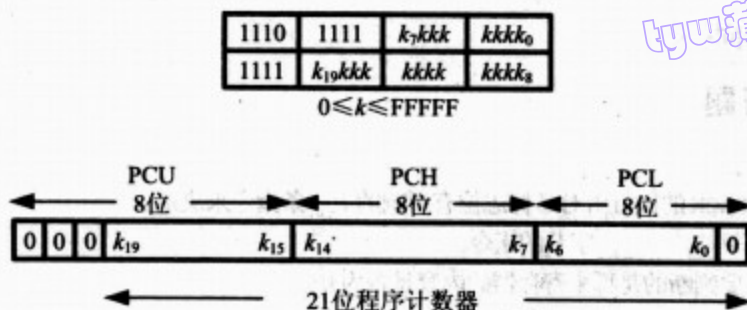 1110 1111 k₇kkk kkkk₀
1111 k₁₉kkk kkkk kkkk₈
0≤k≤FFFFF
PCU PCH PCL
8位 8位 8位
0 0 0 k₁₉ k₁₅ k₁₄ k₇ k₆ k₀ 0
21位程序计数器